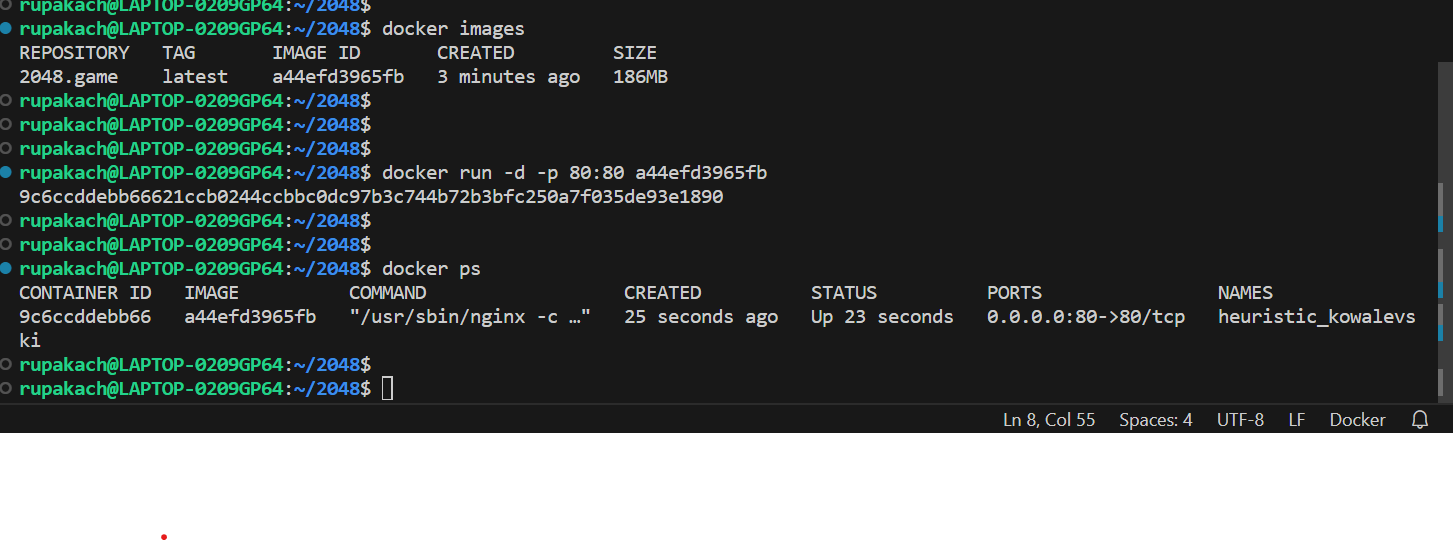 rupakach@LAPTOP-0209GP64:~/2048$
rupakach@LAPTOP-0209GP64:~/2048$ docker images
REPOSITORY   TAG       IMAGE ID       CREATED         SIZE
2048.game    latest    a44efd3965fb   3 minutes ago   186MB
rupakach@LAPTOP-0209GP64:~/2048$
rupakach@LAPTOP-0209GP64:~/2048$
rupakach@LAPTOP-0209GP64:~/2048$
rupakach@LAPTOP-0209GP64:~/2048$ docker run -d -p 80:80 a44efd3965fb
9c6ccddebb66621ccb0244ccbbc0dc97b3c744b72b3bfc250a7f035de93e1890
rupakach@LAPTOP-0209GP64:~/2048$
rupakach@LAPTOP-0209GP64:~/2048$
rupakach@LAPTOP-0209GP64:~/2048$ docker ps
CONTAINER ID   IMAGE          COMMAND                  CREATED          STATUS          PORTS                NAMES
9c6ccddebb66   a44efd3965fb   "/usr/sbin/nginx -c …"   25 seconds ago   Up 23 seconds   0.0.0.0:80->80/tcp   heuristic_kowalevs
ki
rupakach@LAPTOP-0209GP64:~/2048$
rupakach@LAPTOP-0209GP64:~/2048$
Ln 8, Col 55   Spaces: 4   UTF-8   LF   Docker